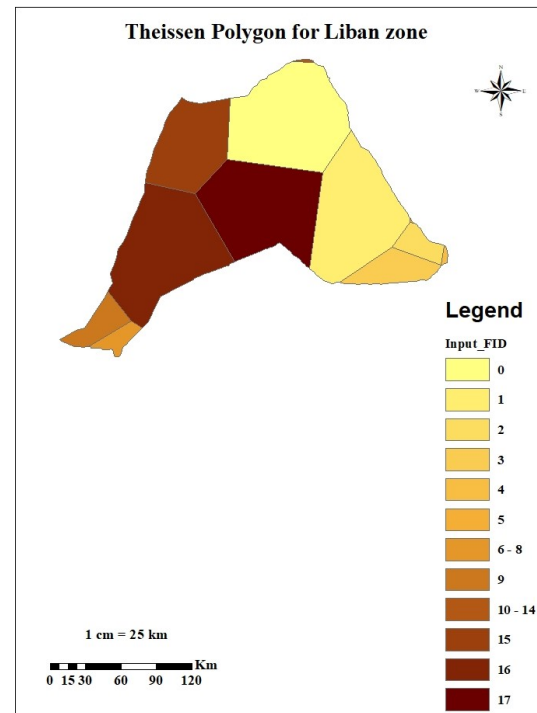 Theissen Polygon for Liban zone
N
W E
S
Legend
Input_FID
0
1
2
3
4
5
6 - 8
9
10 - 14
15
16
17
1 cm = 25 km
Km
0 15 30 60 90 120